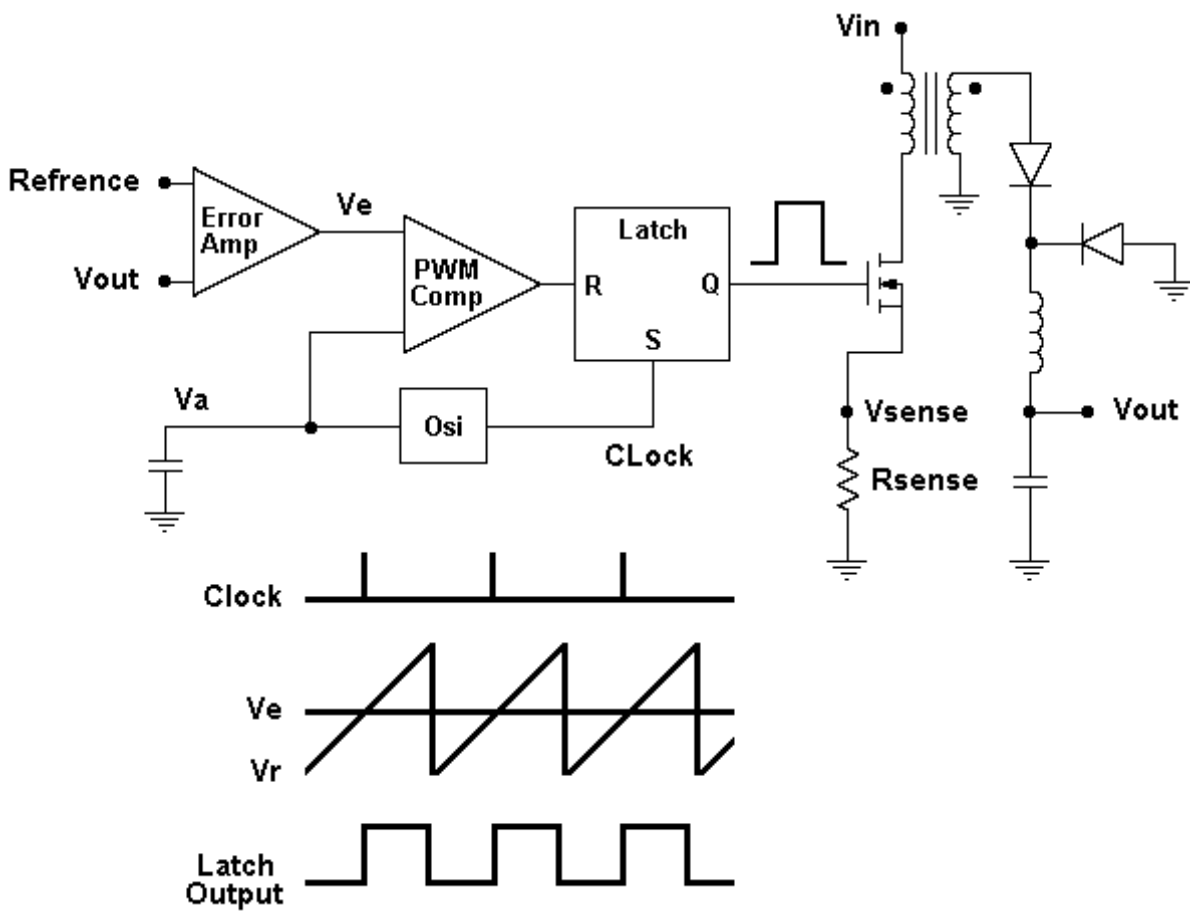 Vin
Refrence
Error
Amp
Ve
Vout
PWM
Comp
Latch
R
Q
S
Va
Osi
CLock
Vsense
Rsense
Vout
Clock
Ve
Vr
Latch
Output